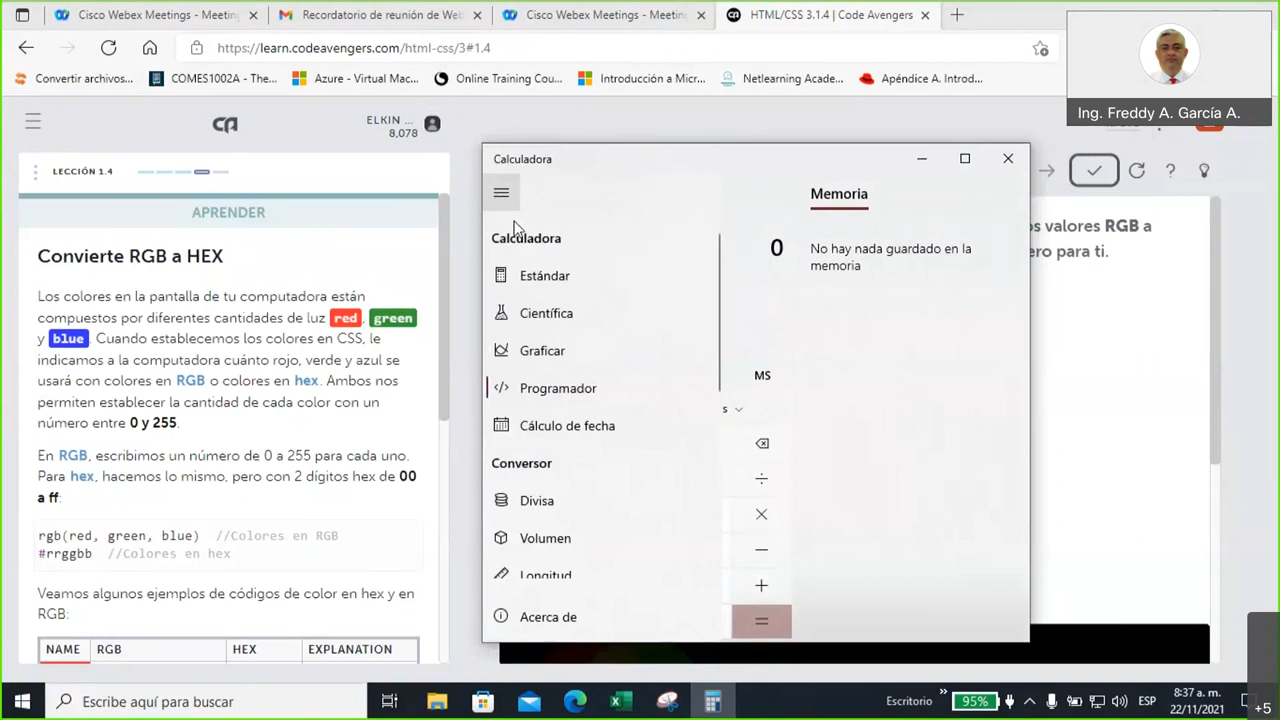 Cisco Webex Meetings - Meeting
Recordatorio de reunión de Web
Cisco Webex Meetings - Meeting
HTML/CSS 3.1.4 | Code Avengers
https://learn.codeavengers.com/html-css/3#1.4
Convertir archivos...
COMES1002A - The...
Azure - Virtual Mac...
Online Training Cou...
Introducción a Micr...
Netlearning Acade...
Apéndice A. Introd...
Ing. Freddy A. García A.
ELKIN ...
8,078
LECCIÓN 1.4
APRENDER
Convierte RGB a HEX
Los colores en la pantalla de tu computadora están
compuestos por diferentes cantidades de luz red, green
y blue. Cuando establecemos los colores en CSS, le
indicamos a la computadora cuánto rojo, verde y azul se
usará con colores en RGB o colores en hex. Ambos nos
permiten establecer la cantidad de cada color con un
número entre 0 y 255.
En RGB, escribimos un número de 0 a 255 para cada uno.
Para hex, hacemos lo mismo, pero con 2 dígitos hex de 00
a ff:
rgb(red, green, blue) //Colores en RGB
#rrggbb //Colores en hex
Veamos algunos ejemplos de códigos de color en hex y en
RGB:
NAME RGB HEX EXPLANATION
Calculadora
Calculadora
Estándar
Científica
Graficar
Programador
Cálculo de fecha
Conversor
Divisa
Volumen
Longitud
Acerca de
0
MS
s
÷
×
−
+
=
Memoria
No hay nada guardado en la
memoria
os valores RGB a
ero para ti.
Escribe aquí para buscar
Escritorio
95%
ESP
8:37 a. m.
22/11/2021
+5